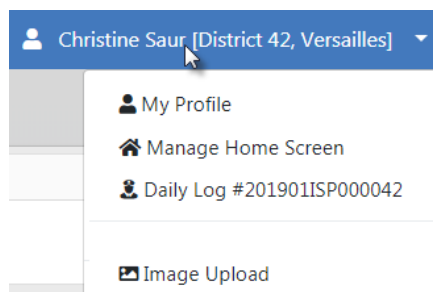 Christine Saur [District 42, Versailles]
My Profile
Manage Home Screen
Daily Log #201901ISP000042
Image Upload